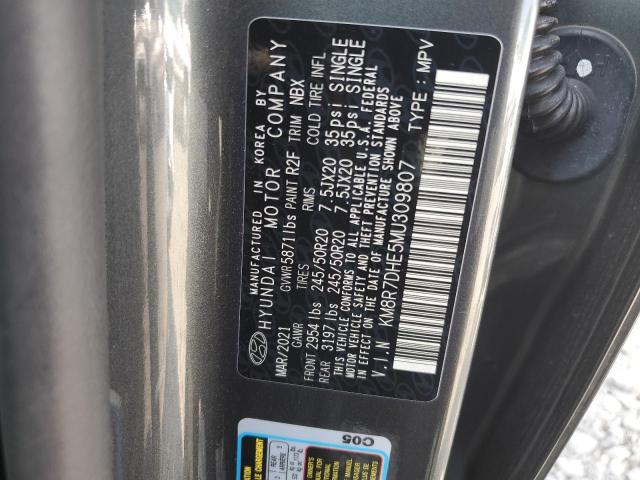 MANUFACTURED IN KOREA BY
HYUNDAI MOTOR COMPANY
MAR/2021 GVWR 5871lbs PAINT R2F TRIM NBX
GAWR TIRES RIMS COLD TIRE INFL
FRONT 2954 lbs 245/50R20 7.5JX20 35psi SINGLE
REAR 3197 lbs 245/50R20 7.5JX20 35psi SINGLE
THIS VEHICLE CONFORMS TO ALL APPLICABLE U.S.A. FEDERAL
MOTOR VEHICLE SAFETY AND THEFT PREVENTION STANDARDS
IN EFFECT ON THE DATE OF MANUFACTURE SHOWN ABOVE
V.I.N KM8R7DHE5MU309807 TYPE : MPV
C05
REAR
ARRIERE